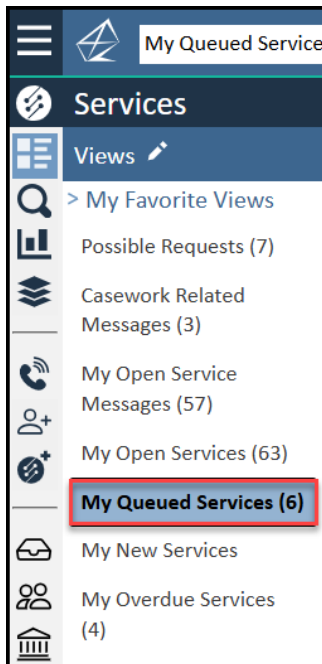 My Queued Service
Services
Views
> My Favorite Views
Possible Requests (7)
Casework Related
Messages (3)
My Open Service
Messages (57)
My Open Services (63)
My Queued Services (6)
My New Services
My Overdue Services
(4)